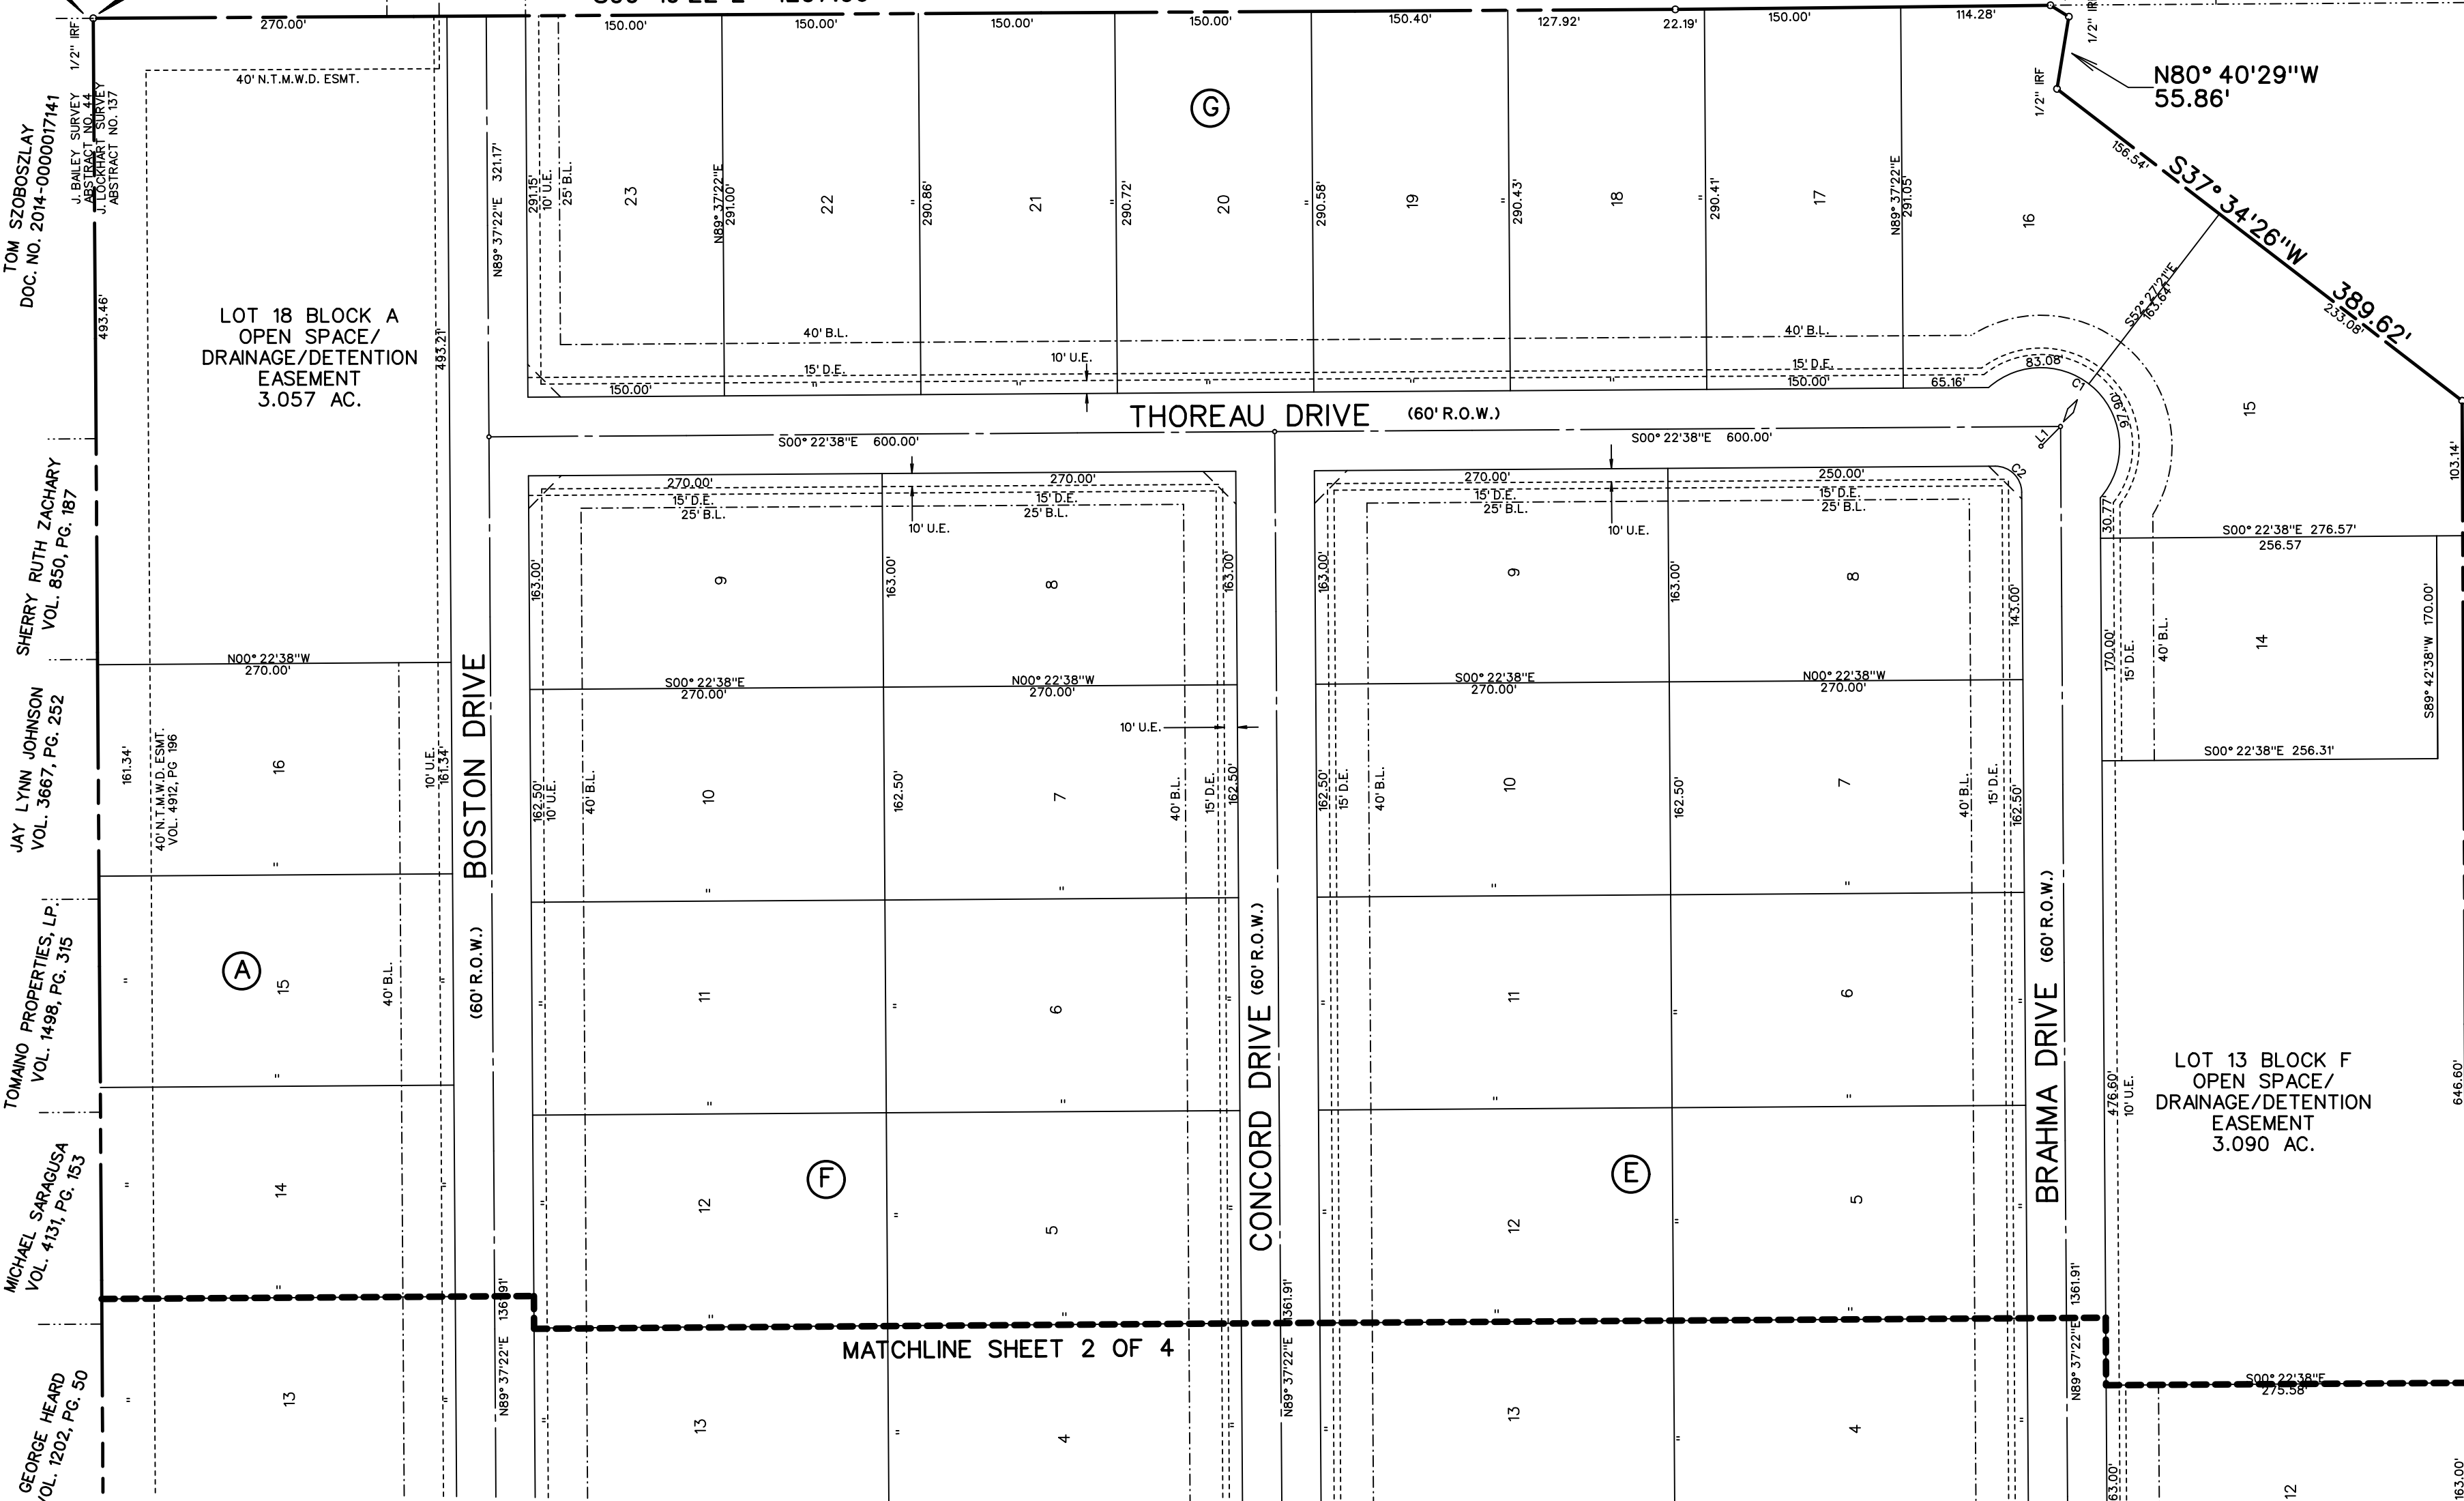 270.00'
150.00'
150.00'
150.00'
150.00'
150.40'
127.92'
22.19'
150.00'
114.28'
1/2" IRF
1/2" IRF
N80° 40'29"W
55.86'
1/2" IRF
40' N.T.M.W.D. ESMT.
TOM SZOBOSZLAY
DOC. NO. 2014-0000017141
J. BAILEY SURVEY
ABSTRACT NO. 44
J. LOCKHART SURVEY
ABSTRACT NO. 137
493.46'
LOT 18 BLOCK A
OPEN SPACE/
DRAINAGE/DETENTION
EASEMENT
3.057 AC.
493.21'
N89° 37'22"E 321.17'
G
291.15'
10' U.E.
25' B.L.
23
N89° 37'22"E
291.00'
22
"
290.86'
21
"
290.72'
20
"
290.58'
19
"
290.43'
18
"
290.41'
17
N89° 37'22"E
291.05'
16
156.54'
S37° 34'26"W 389.62'
233.08'
S52° 27'21"E
163.64'
40' B.L.
40' B.L.
10' U.E.
15' D.E.
15' D.E.
150.00'
"
"
"
"
"
150.00'
65.16'
83.08'
C1
97.90'
15
THOREAU DRIVE (60' R.O.W.)
S00° 22'38"E 600.00'
S00° 22'38"E 600.00'
L1
C2
30.77'
103.14'
SHERRY RUTH ZACHARY
VOL. 850, PG. 187
270.00'
15' D.E.
25' B.L.
270.00'
15' D.E.
25' B.L.
10' U.E.
270.00'
15' D.E.
25' B.L.
250.00'
15' D.E.
25' B.L.
10' U.E.
S00° 22'38"E 276.57'
256.57
163.00'
9
163.00'
8
163.00'
163.00'
9
163.00'
8
143.00'
170.00'
15' D.E.
40' B.L.
14
S89° 42'38"W 170.00'
S00° 22'38"E 256.31'
N00° 22'38"W
270.00'
S00° 22'38"E
270.00'
N00° 22'38"W
270.00'
S00° 22'38"E
270.00'
N00° 22'38"W
270.00'
10' U.E.
JAY LYNN JOHNSON
VOL. 3667, PG. 252
161.34'
40' N.T.M.W.D. ESMT.
VOL. 4912, PG 196
16
10' U.E.
161.34'
BOSTON DRIVE
(60' R.O.W.)
162.50'
10' U.E.
40' B.L.
10
162.50'
7
40' B.L.
15' D.E.
162.50'
162.50'
15' D.E.
40' B.L.
10
162.50'
7
40' B.L.
15' D.E.
162.50'
"
"
"
"
"
TOMAINO PROPERTIES, LP.
VOL. 1498, PG. 315
"
A
15
40' B.L.
"
"
"
11
"
6
"
CONCORD DRIVE (60' R.O.W.)
"
11
"
6
"
BRAHMA DRIVE (60' R.O.W.)
"
"
"
"
476.60'
10' U.E.
LOT 13 BLOCK F
OPEN SPACE/
DRAINAGE/DETENTION
EASEMENT
3.090 AC.
646.60'
MICHAEL SARAGUSA
VOL. 4131, PG. 153
"
14
"
"
"
12
F
"
5
"
"
12
E
"
5
"
"
"
"
"
N89° 37'22"E 1361.91'
N89° 37'22"E 1361.91'
N89° 37'22"E 1361.91'
MATCHLINE SHEET 2 OF 4
S00° 22'38"E
275.58'
GEORGE HEARD
VOL. 1202, PG. 50
"
13
"
"
13
"
4
"
"
13
"
4
"
12
63.00'
163.00'